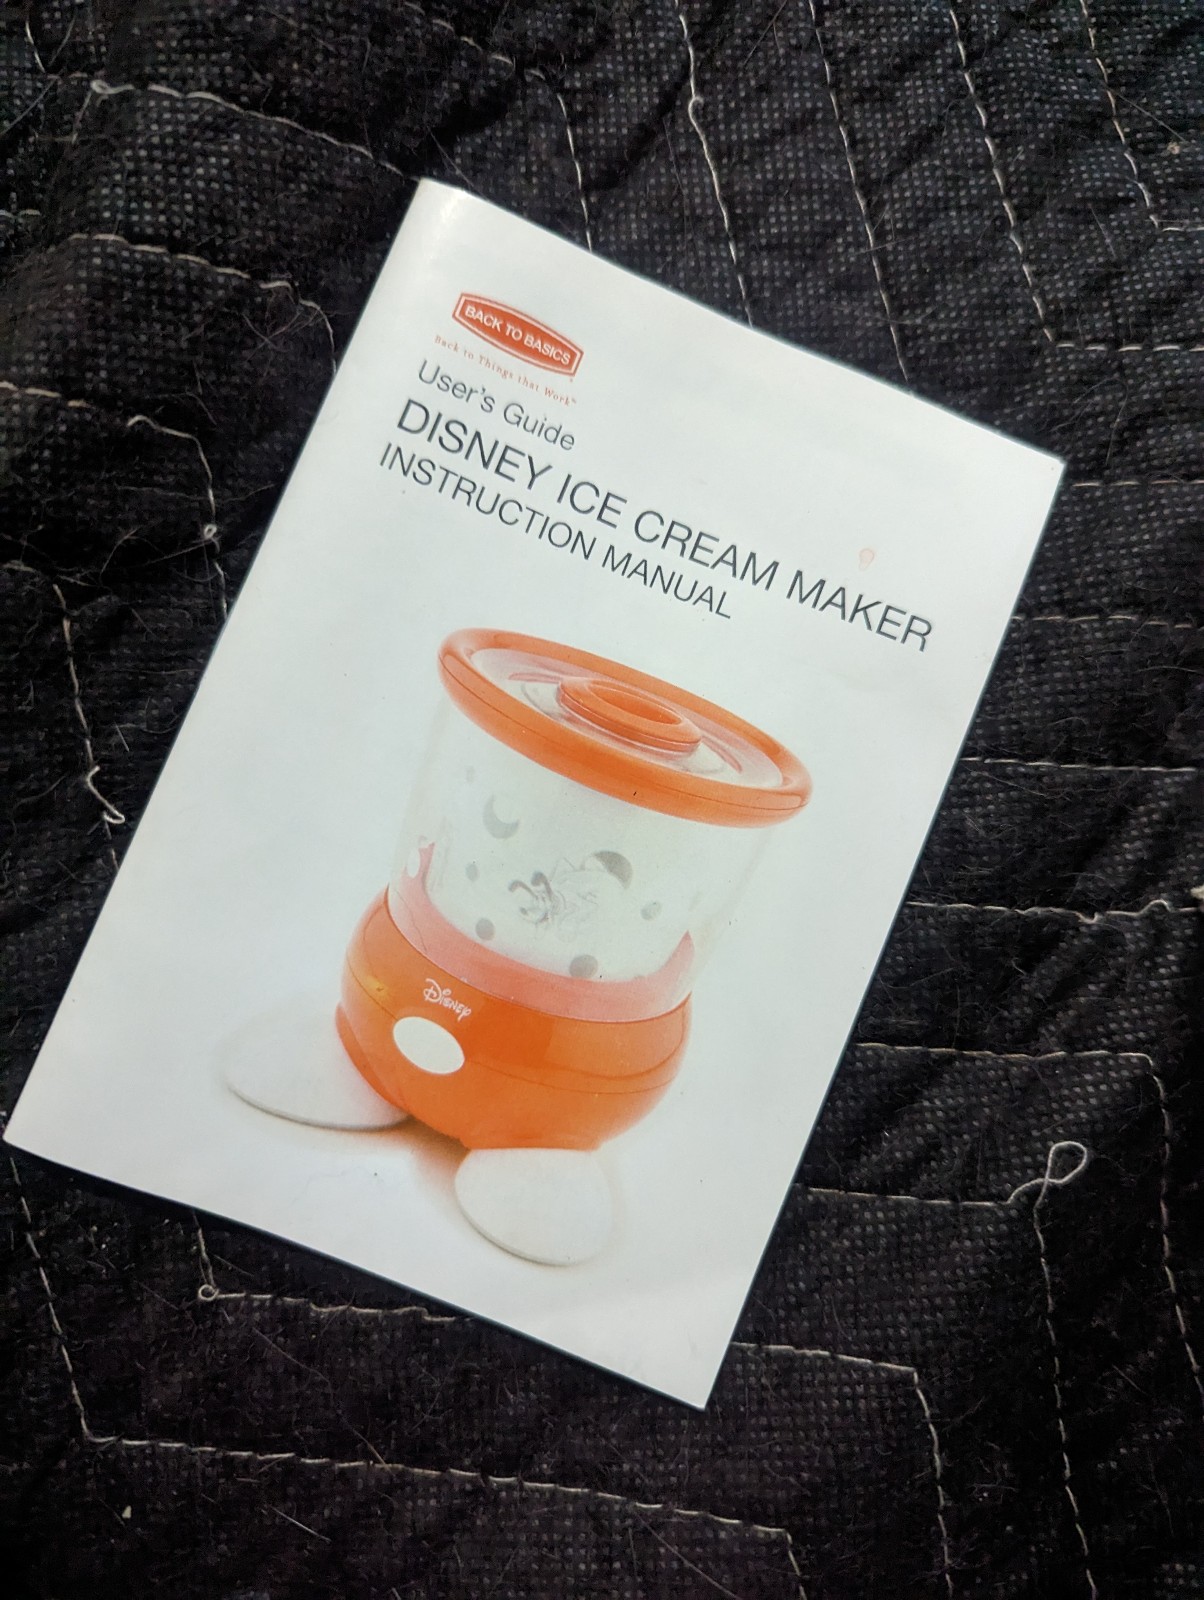 BACK TO BASICS
Back to Things that Work™
User's Guide
DISNEY ICE CREAM MAKER
INSTRUCTION MANUAL
Disney